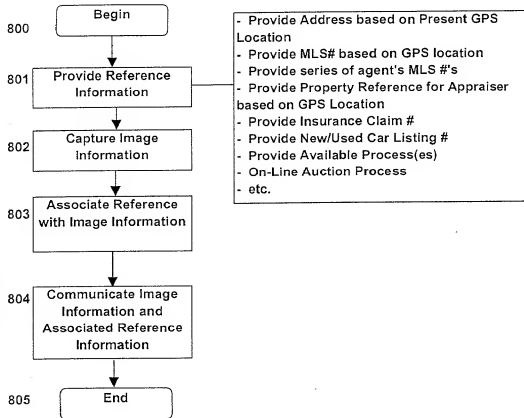 800
Begin
801
Provide Reference
Information
- Provide Address based on Present GPS
Location
- Provide MLS# based on GPS location
- Provide series of agent's MLS #'s
- Provide Property Reference for Appraiser
based on GPS Location
- Provide Insurance Claim #
- Provide New/Used Car Listing #
- Provide Available Process(es)
- On-Line Auction Process
- etc.
802
Capture Image
Information
803
Associate Reference
with Image Information
804
Communicate Image
Information and
Associated Reference
Information
805
End